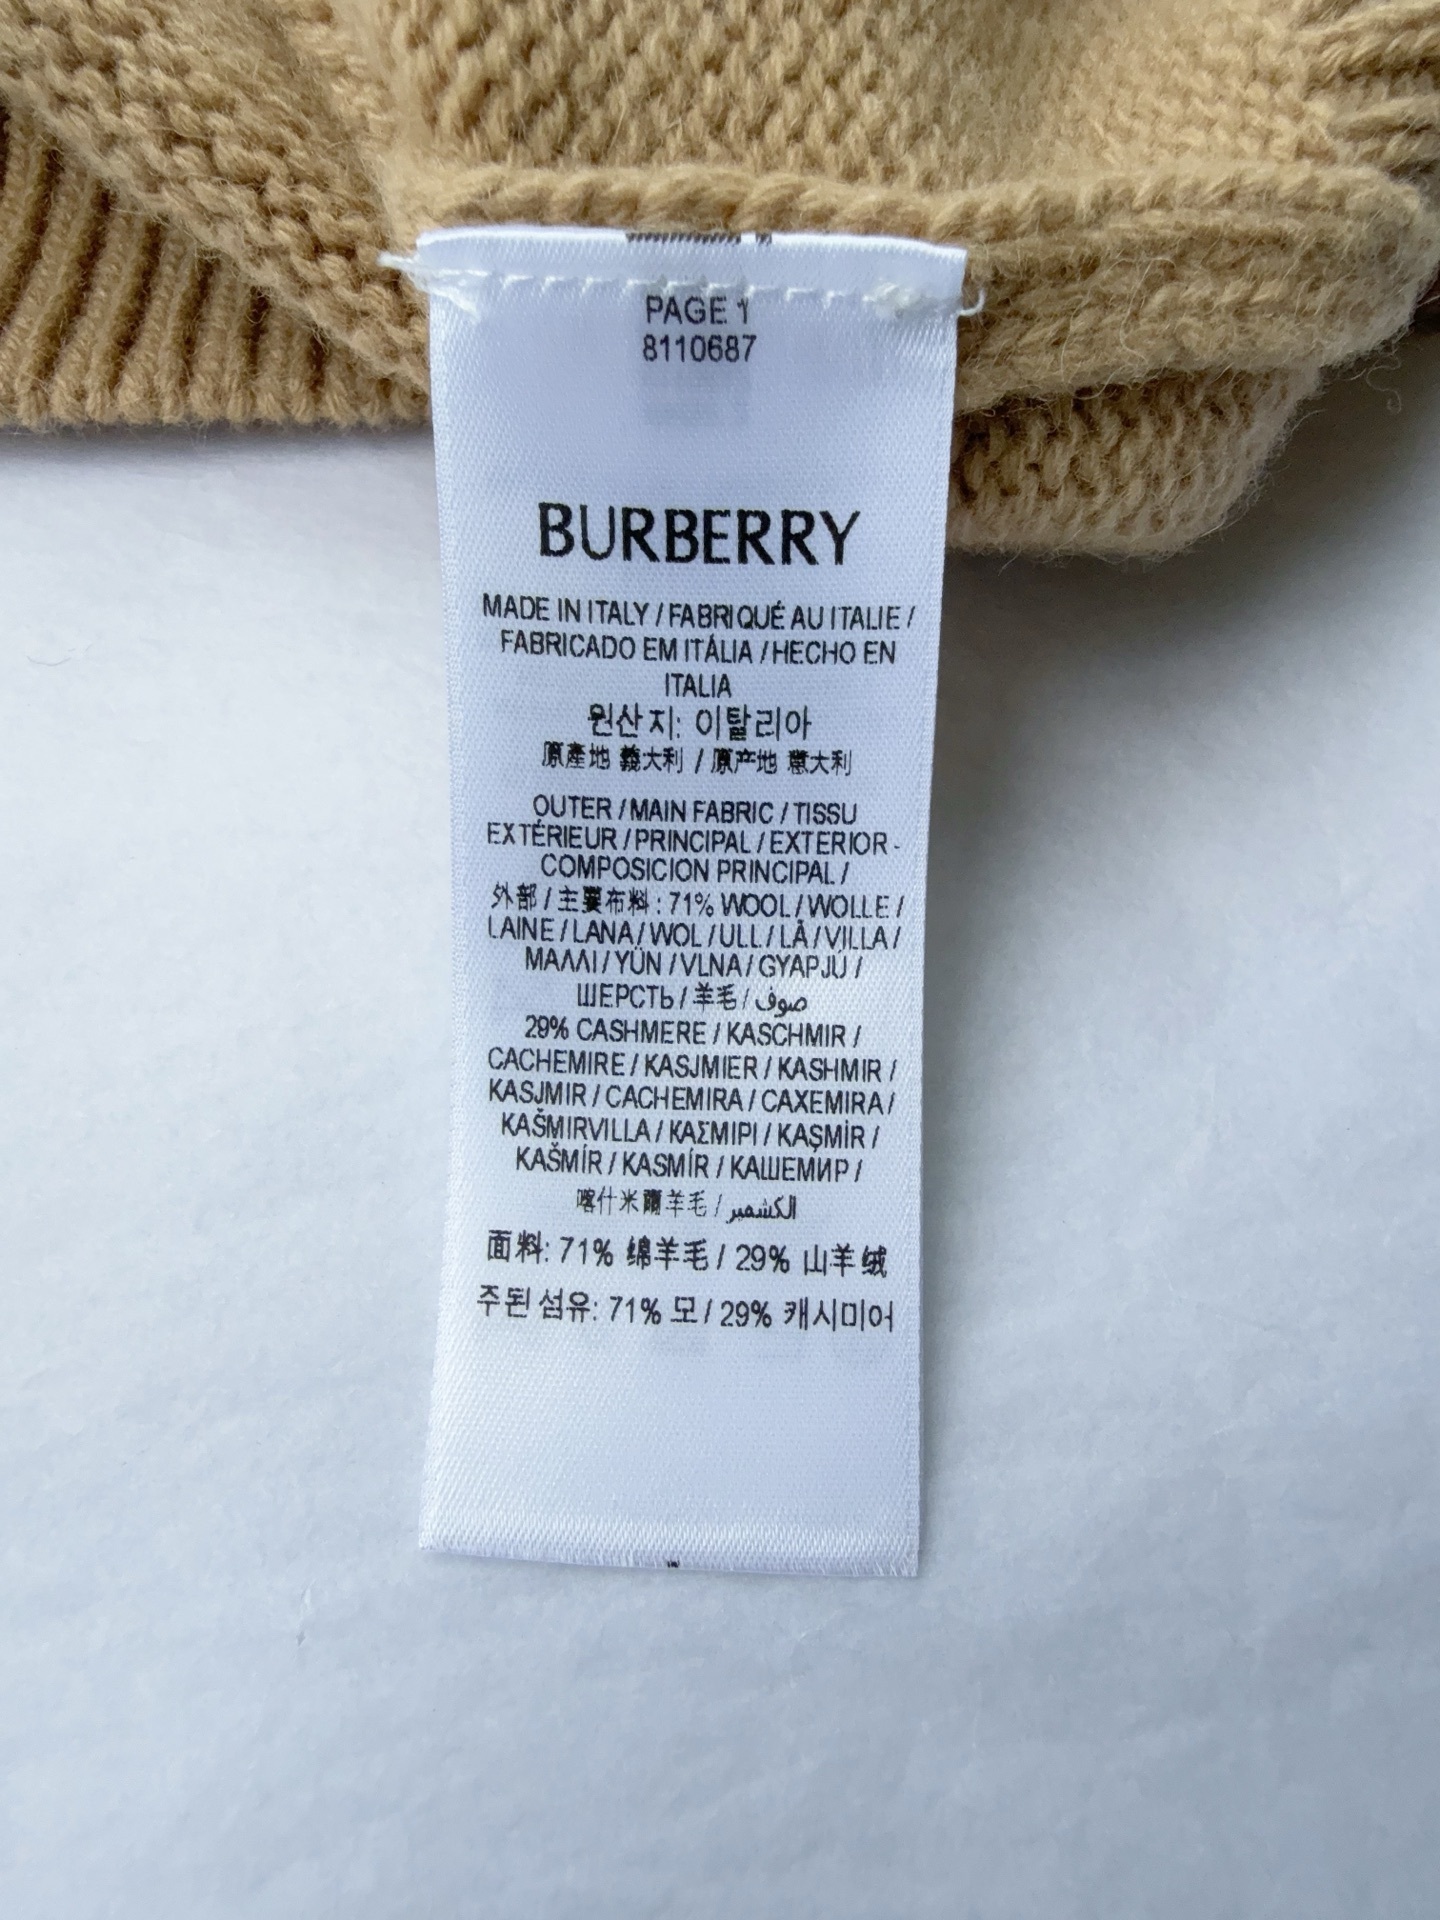 PAGE 1
8110687
BURBERRY
MADE IN ITALY / FABRIQUÉ AU ITALIE /
FABRICADO EM ITÁLIA / HECHO EN
ITALIA
원산지: 이탈리아
原產地 義大利 / 原产地 意大利
OUTER / MAIN FABRIC / TISSU
EXTÉRIEUR / PRINCIPAL / EXTERIOR -
COMPOSICION PRINCIPAL /
外部 / 主要布料 : 71% WOOL / WOLLE /
LAINE / LANA / WOL / ULL / LÃ / VILLA /
ΜΑΛΛΙ / YÜN / VLNA / GYAPJÚ /
ШЕРСТЬ / 羊毛 / صوف
29% CASHMERE / KASCHMIR /
CACHEMIRE / KASJMIER / KASHMIR /
KASJMIR / CACHEMIRA / CAXEMIRA /
KAŠMIRVILLA / ΚΑΣΜΙΡΙ / KAŞMİR /
KAŠMÍR / KASMÍR / КАШЕМИР /
喀什米爾羊毛 / الكشمير
面料: 71% 绵羊毛 / 29% 山羊绒
주된 섬유: 71% 모 / 29% 캐시미어